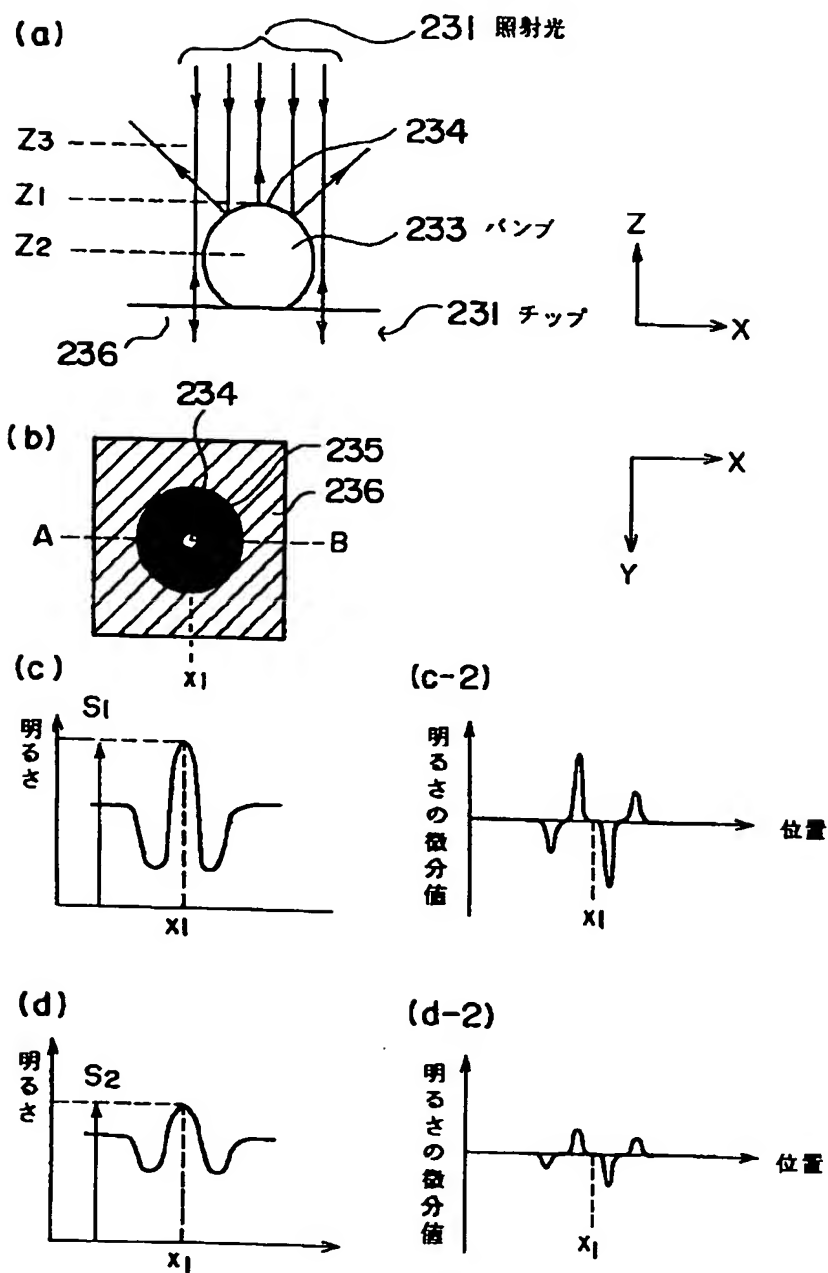 (a)
231 照射光
Z3
234
Z1
233 バンプ
Z2
Z
X
231 チップ
236
(b)
234
235
236
X
A
B
Y
x1
(c)
S1
明るさ
x1
(c-2)
明るさの微分値
位置
x1
(d)
S2
明るさ
x1
(d-2)
明るさの微分値
位置
x1